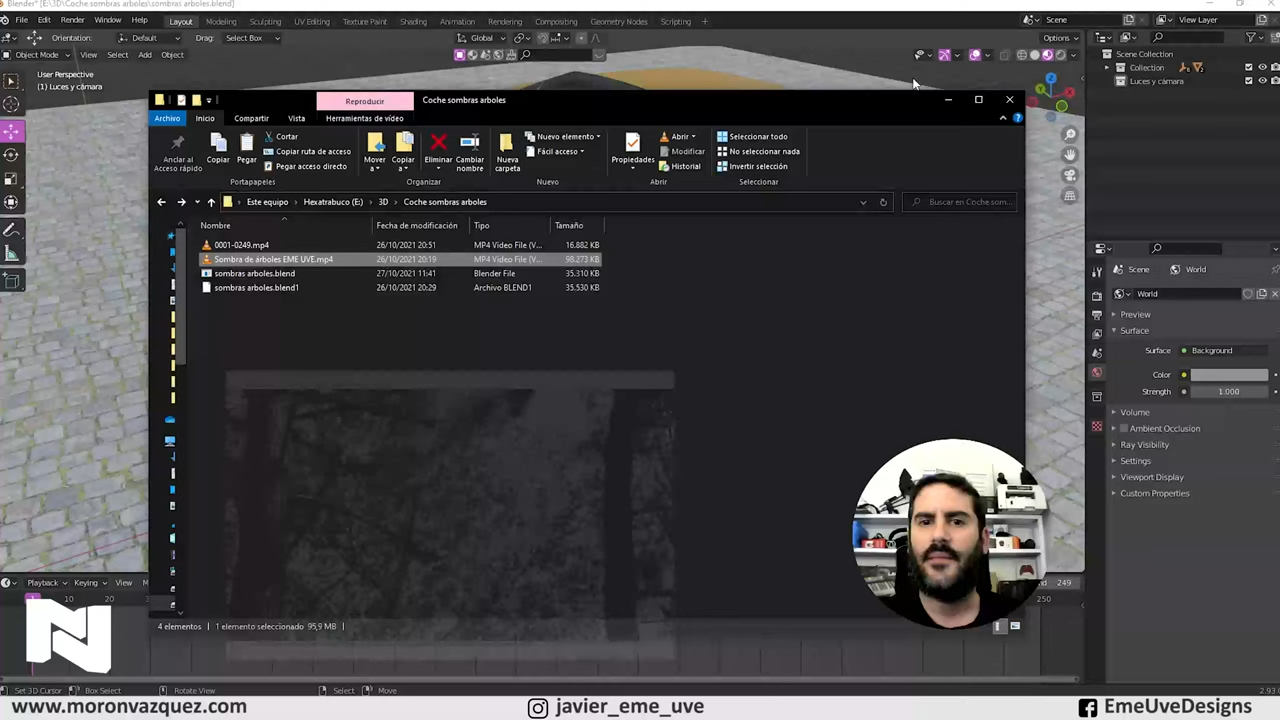 Blender* [E:\3D\Coche sombras arboles\sombras arboles.blend]
File Edit Render Window Help Layout Modeling Sculpting UV Editing Texture Paint Shading Animation Rendering Compositing Geometry Nodes Scripting + Scene View Layer
Orientation: Default Drag: Select Box Global Options
Object Mode View Select Add Object
Scene Collection
Collection
Luces y cámara
User Perspective
(1) Luces y cámara
Reproducir Coche sombras arboles
Archivo Inicio Compartir Vista Herramientas de vídeo
Anclar al Acceso rápido
Copiar
Pegar
Cortar
Copiar ruta de acceso
Pegar acceso directo
Portapapeles
Mover a
Copiar a
Eliminar
Cambiar nombre
Organizar
Nueva carpeta
Nuevo elemento
Fácil acceso
Nuevo
Propiedades
Abrir
Modificar
Historial
Abrir
Seleccionar todo
No seleccionar nada
Invertir selección
Seleccionar
Este equipo Hexatrabuco (E:) 3D Coche sombras arboles
Buscar en Coche som...
Nombre Fecha de modificación Tipo Tamaño
0001-0249.mp4 26/10/2021 20:51 MP4 Video File (V... 16.882 KB
Sombra de árboles EME UVE.mp4 26/10/2021 20:19 MP4 Video File (V... 98.273 KB
sombras arboles.blend 27/10/2021 11:41 Blender File 35.310 KB
sombras arboles.blend1 26/10/2021 20:29 Archivo BLEND1 35.530 KB
4 elementos 1 elemento seleccionado 95,9 MB
Scene World
World
Preview
Surface
Surface Background
Color
Strength 1.000
Volume
Ambient Occlusion
Ray Visibility
Settings
Viewport Display
Custom Properties
Playback Keying View
249
10 20 30 40 250
N
Set 3D Cursor Box Select Rotate View Select Move
2.93.
www.moronvazquez.com javier_eme_uve EmeUveDesigns